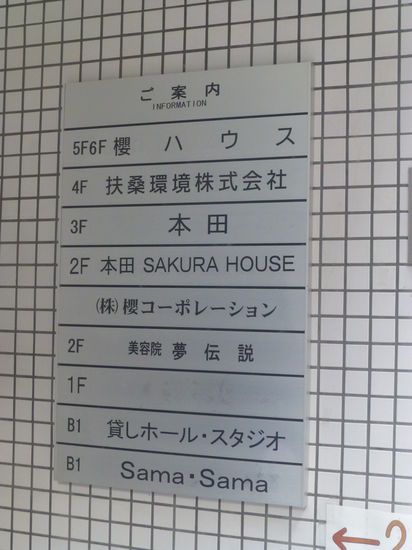 ご案内
INFORMATION
5F6F 櫻 ハウス
4F 扶桑環境株式会社
3F 本田
2F 本田 SAKURA HOUSE
㈱櫻コーポレーション
2F 美容院 夢伝説
1F
B1 貸しホール・スタジオ
B1 Sama・Sama
←2